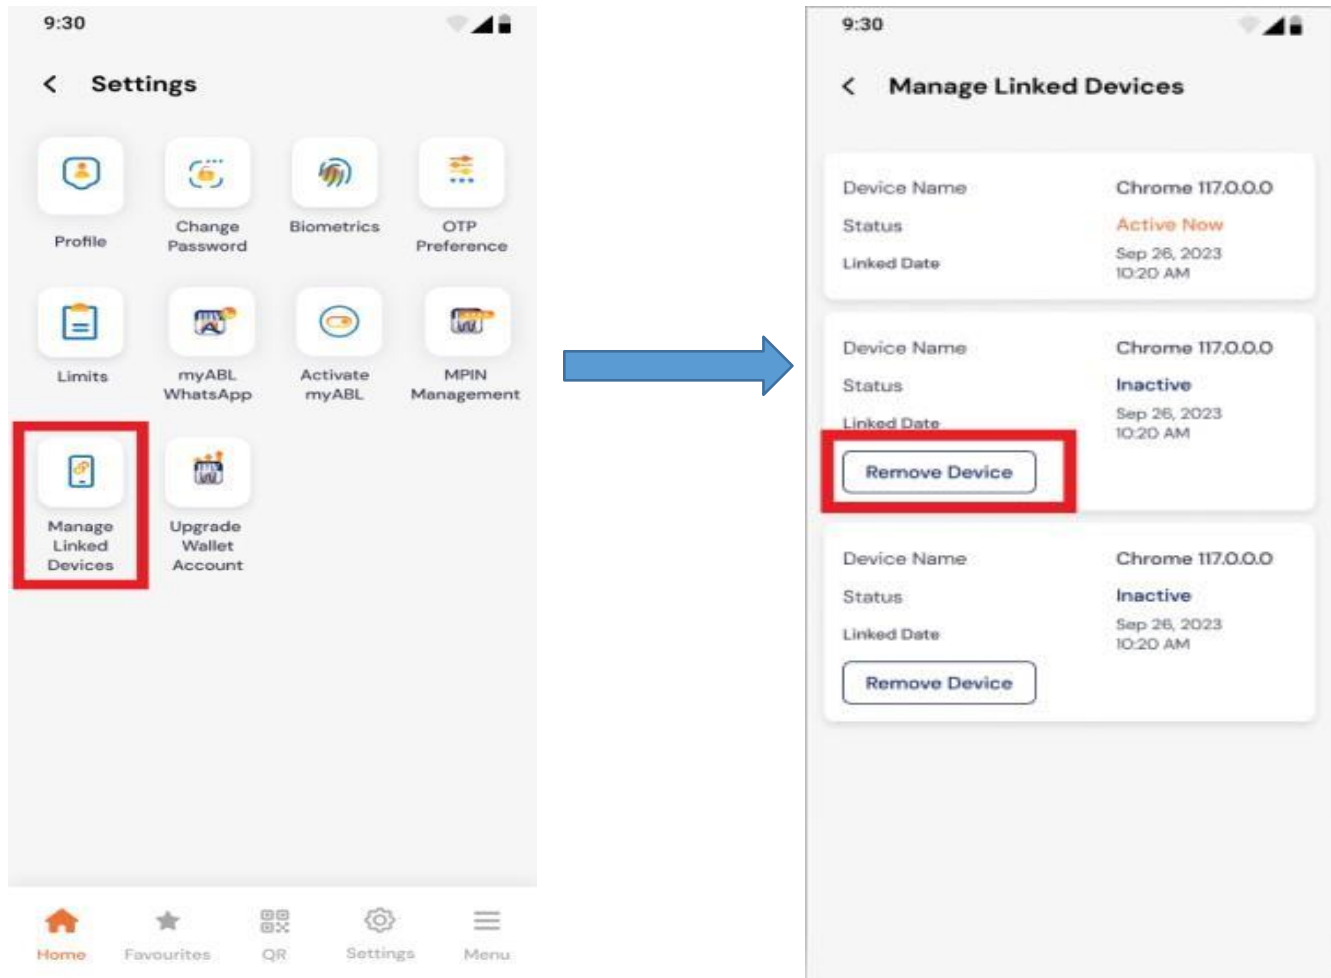 9:30
Settings
Profile
Change
Password
Biometrics
OTP
Preference
Limits
myABL
WhatsApp
Activate
myABL
MPIN
Management
Manage
Linked
Devices
Upgrade
Wallet
Account
Home
Favourites
QR
Settings
Menu
9:30
Manage Linked Devices
Device Name Chrome 117.0.0.0
Status Active Now
Linked Date Sep 26, 2023
10:20 AM
Device Name Chrome 117.0.0.0
Status Inactive
Linked Date Sep 26, 2023
10:20 AM
Remove Device
Device Name Chrome 117.0.0.0
Status Inactive
Linked Date Sep 26, 2023
10:20 AM
Remove Device